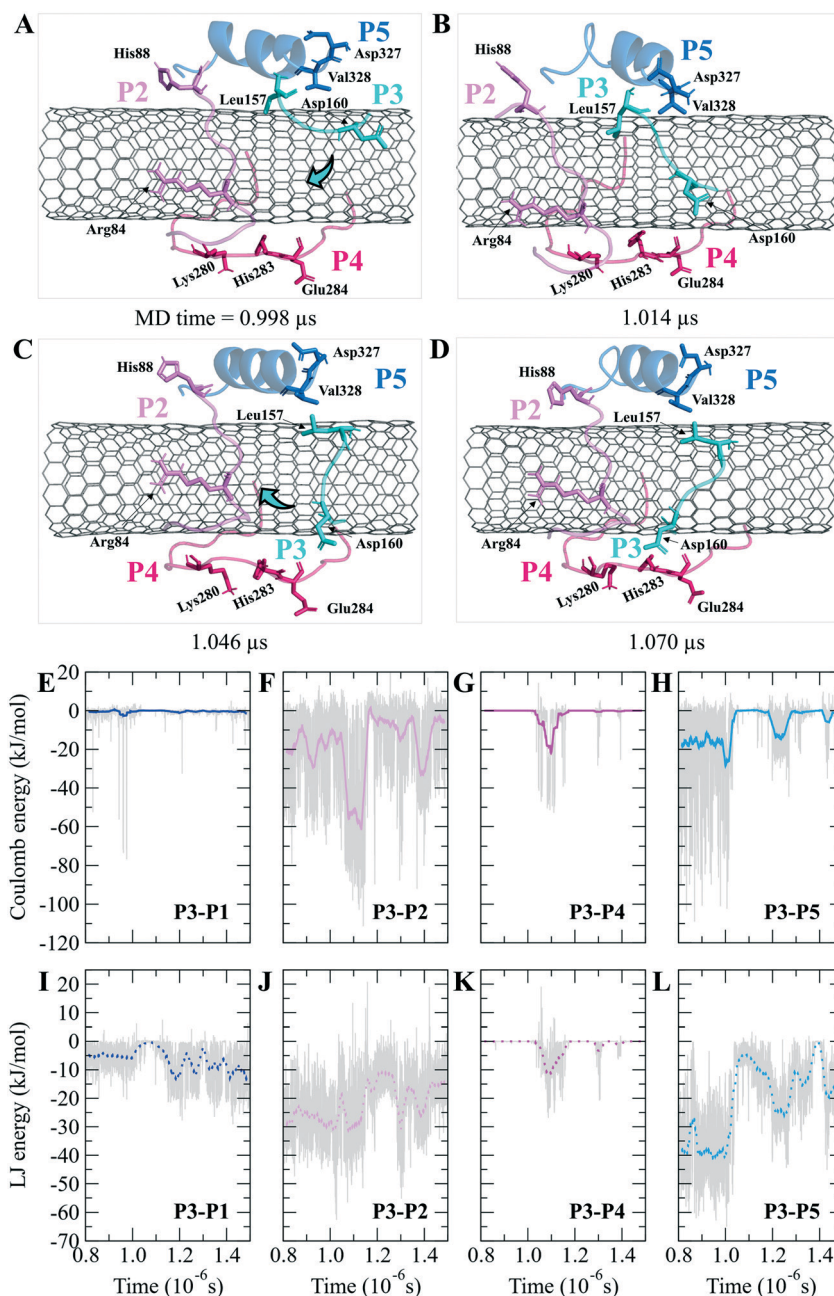 A
His88
P5
Asp327
P2
Val328
Leu157
Asp160
P3
Arg84
Lys280
His283
P4
Glu284
MD time = 0.998 µs
B
His88
P5
Asp327
P2
P3
Leu157
Val328
Arg84
Asp160
Lys280
His283
P4
Glu284
1.014 µs
C
His88
Asp327
P5
P2
Val328
Leu157
Arg84
P4
P3
Asp160
Lys280
His283
Glu284
1.046 µs
D
His88
Asp327
P5
P2
Val328
Leu157
Arg84
P4
P3
Asp160
Lys280
His283
Glu284
1.070 µs
E F G H
Coulomb energy (kJ/mol)
20
0
-20
-40
-60
-80
-100
-120
P3-P1 P3-P2 P3-P4 P3-P5
I J K L
LJ energy (kJ/mol)
20
10
0
-10
-20
-30
-40
-50
-60
-70
P3-P1 P3-P2 P3-P4 P3-P5
0.8 1.0 1.2 1.4 0.8 1.0 1.2 1.4 0.8 1.0 1.2 1.4 0.8 1.0 1.2 1.4
Time (10⁻⁶s) Time (10⁻⁶s) Time (10⁻⁶s) Time (10⁻⁶s)